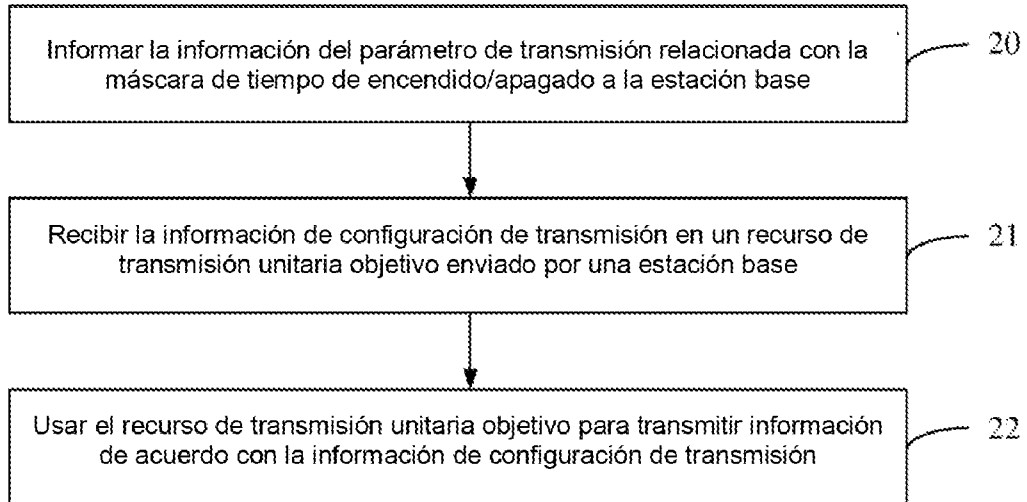 Informar la información del parámetro de transmisión relacionada con la
máscara de tiempo de encendido/apagado a la estación base
20
Recibir la información de configuración de transmisión en un recurso de
transmisión unitaria objetivo enviado por una estación base
21
Usar el recurso de transmisión unitaria objetivo para transmitir información
de acuerdo con la información de configuración de transmisión
22